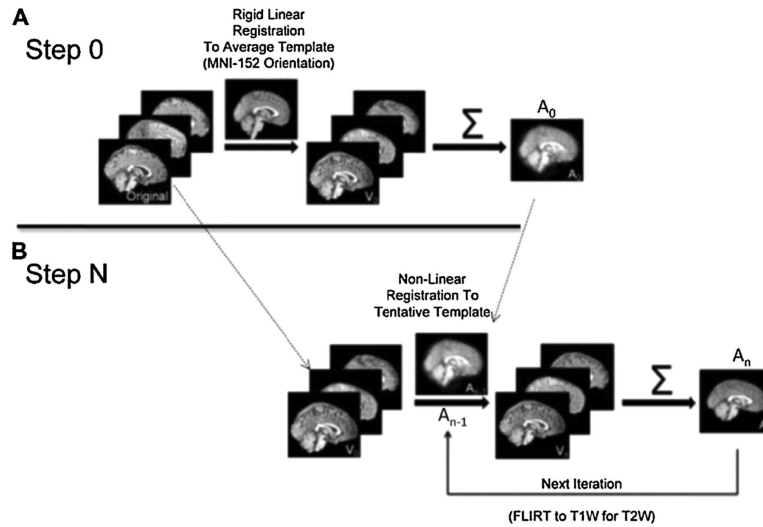 A
Step 0
Rigid Linear
Registration
To Average Template
(MNI-152 Orientation)
Σ
A0
Original
B
Step N
Non-Linear
Registration To
Tentative Template
An-1
Σ
An
Next Iteration
(FLIRT to T1W for T2W)